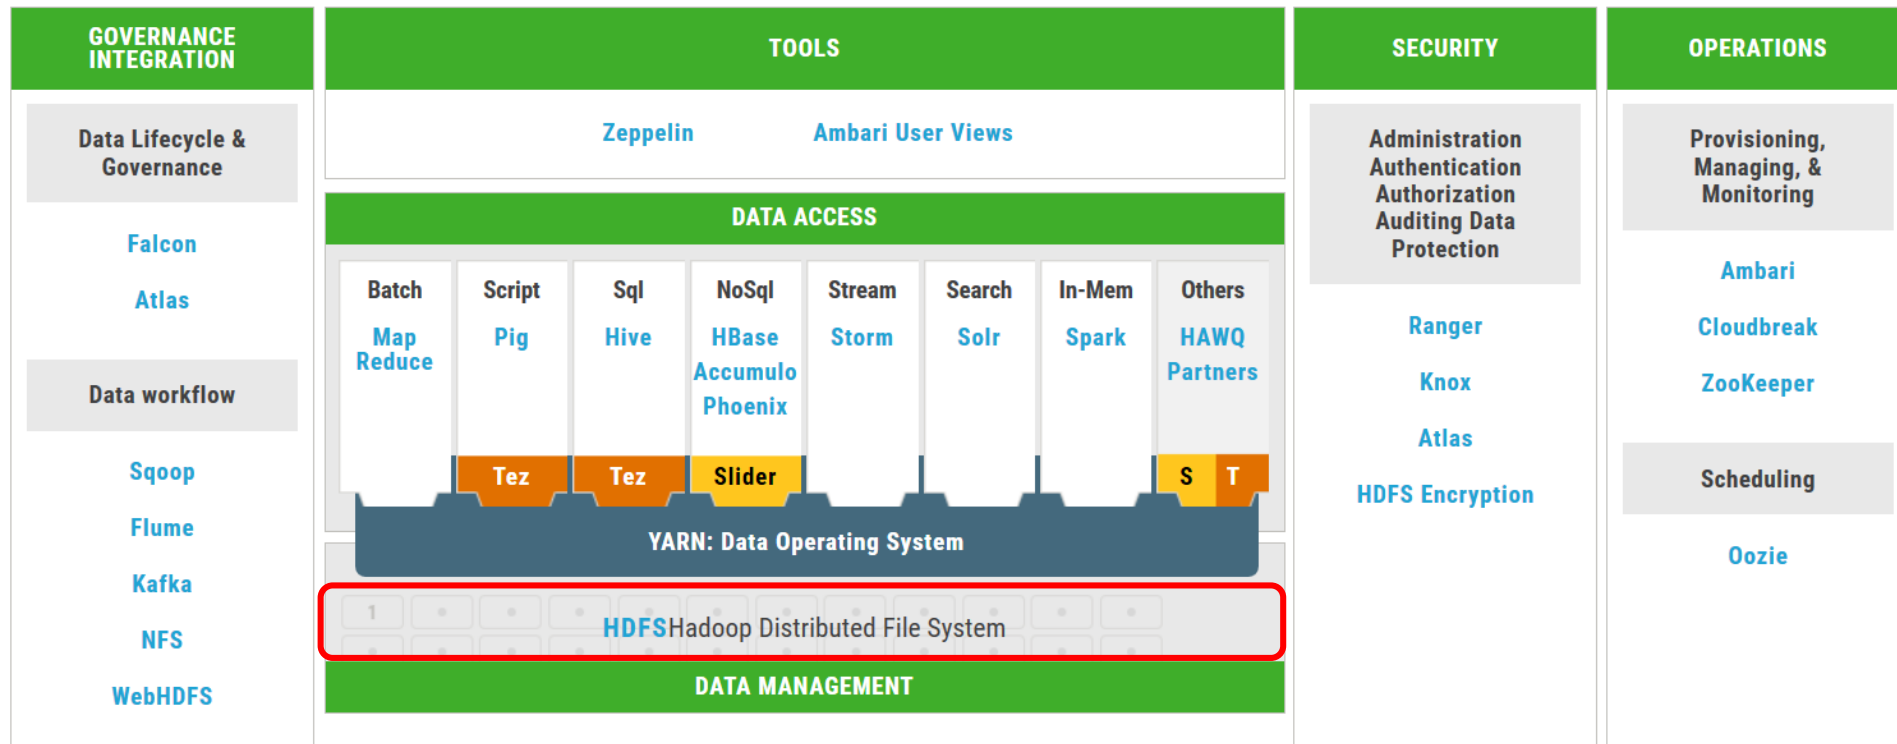 GOVERNANCE
INTEGRATION
Data Lifecycle &
Governance
Falcon
Atlas
Data workflow
Sqoop
Flume
Kafka
NFS
WebHDFS
TOOLS
Zeppelin
Ambari User Views
DATA ACCESS
Batch
Map
Reduce
Script
Pig
Tez
Sql
Hive
Tez
NoSql
HBase
Accumulo
Phoenix
Slider
Stream
Storm
Search
Solr
In-Mem
Spark
Others
HAWQ
Partners
S T
YARN: Data Operating System
1
HDFSHadoop Distributed File System
DATA MANAGEMENT
SECURITY
Administration
Authentication
Authorization
Auditing Data
Protection
Ranger
Knox
Atlas
HDFS Encryption
OPERATIONS
Provisioning,
Managing, &
Monitoring
Ambari
Cloudbreak
ZooKeeper
Scheduling
Oozie